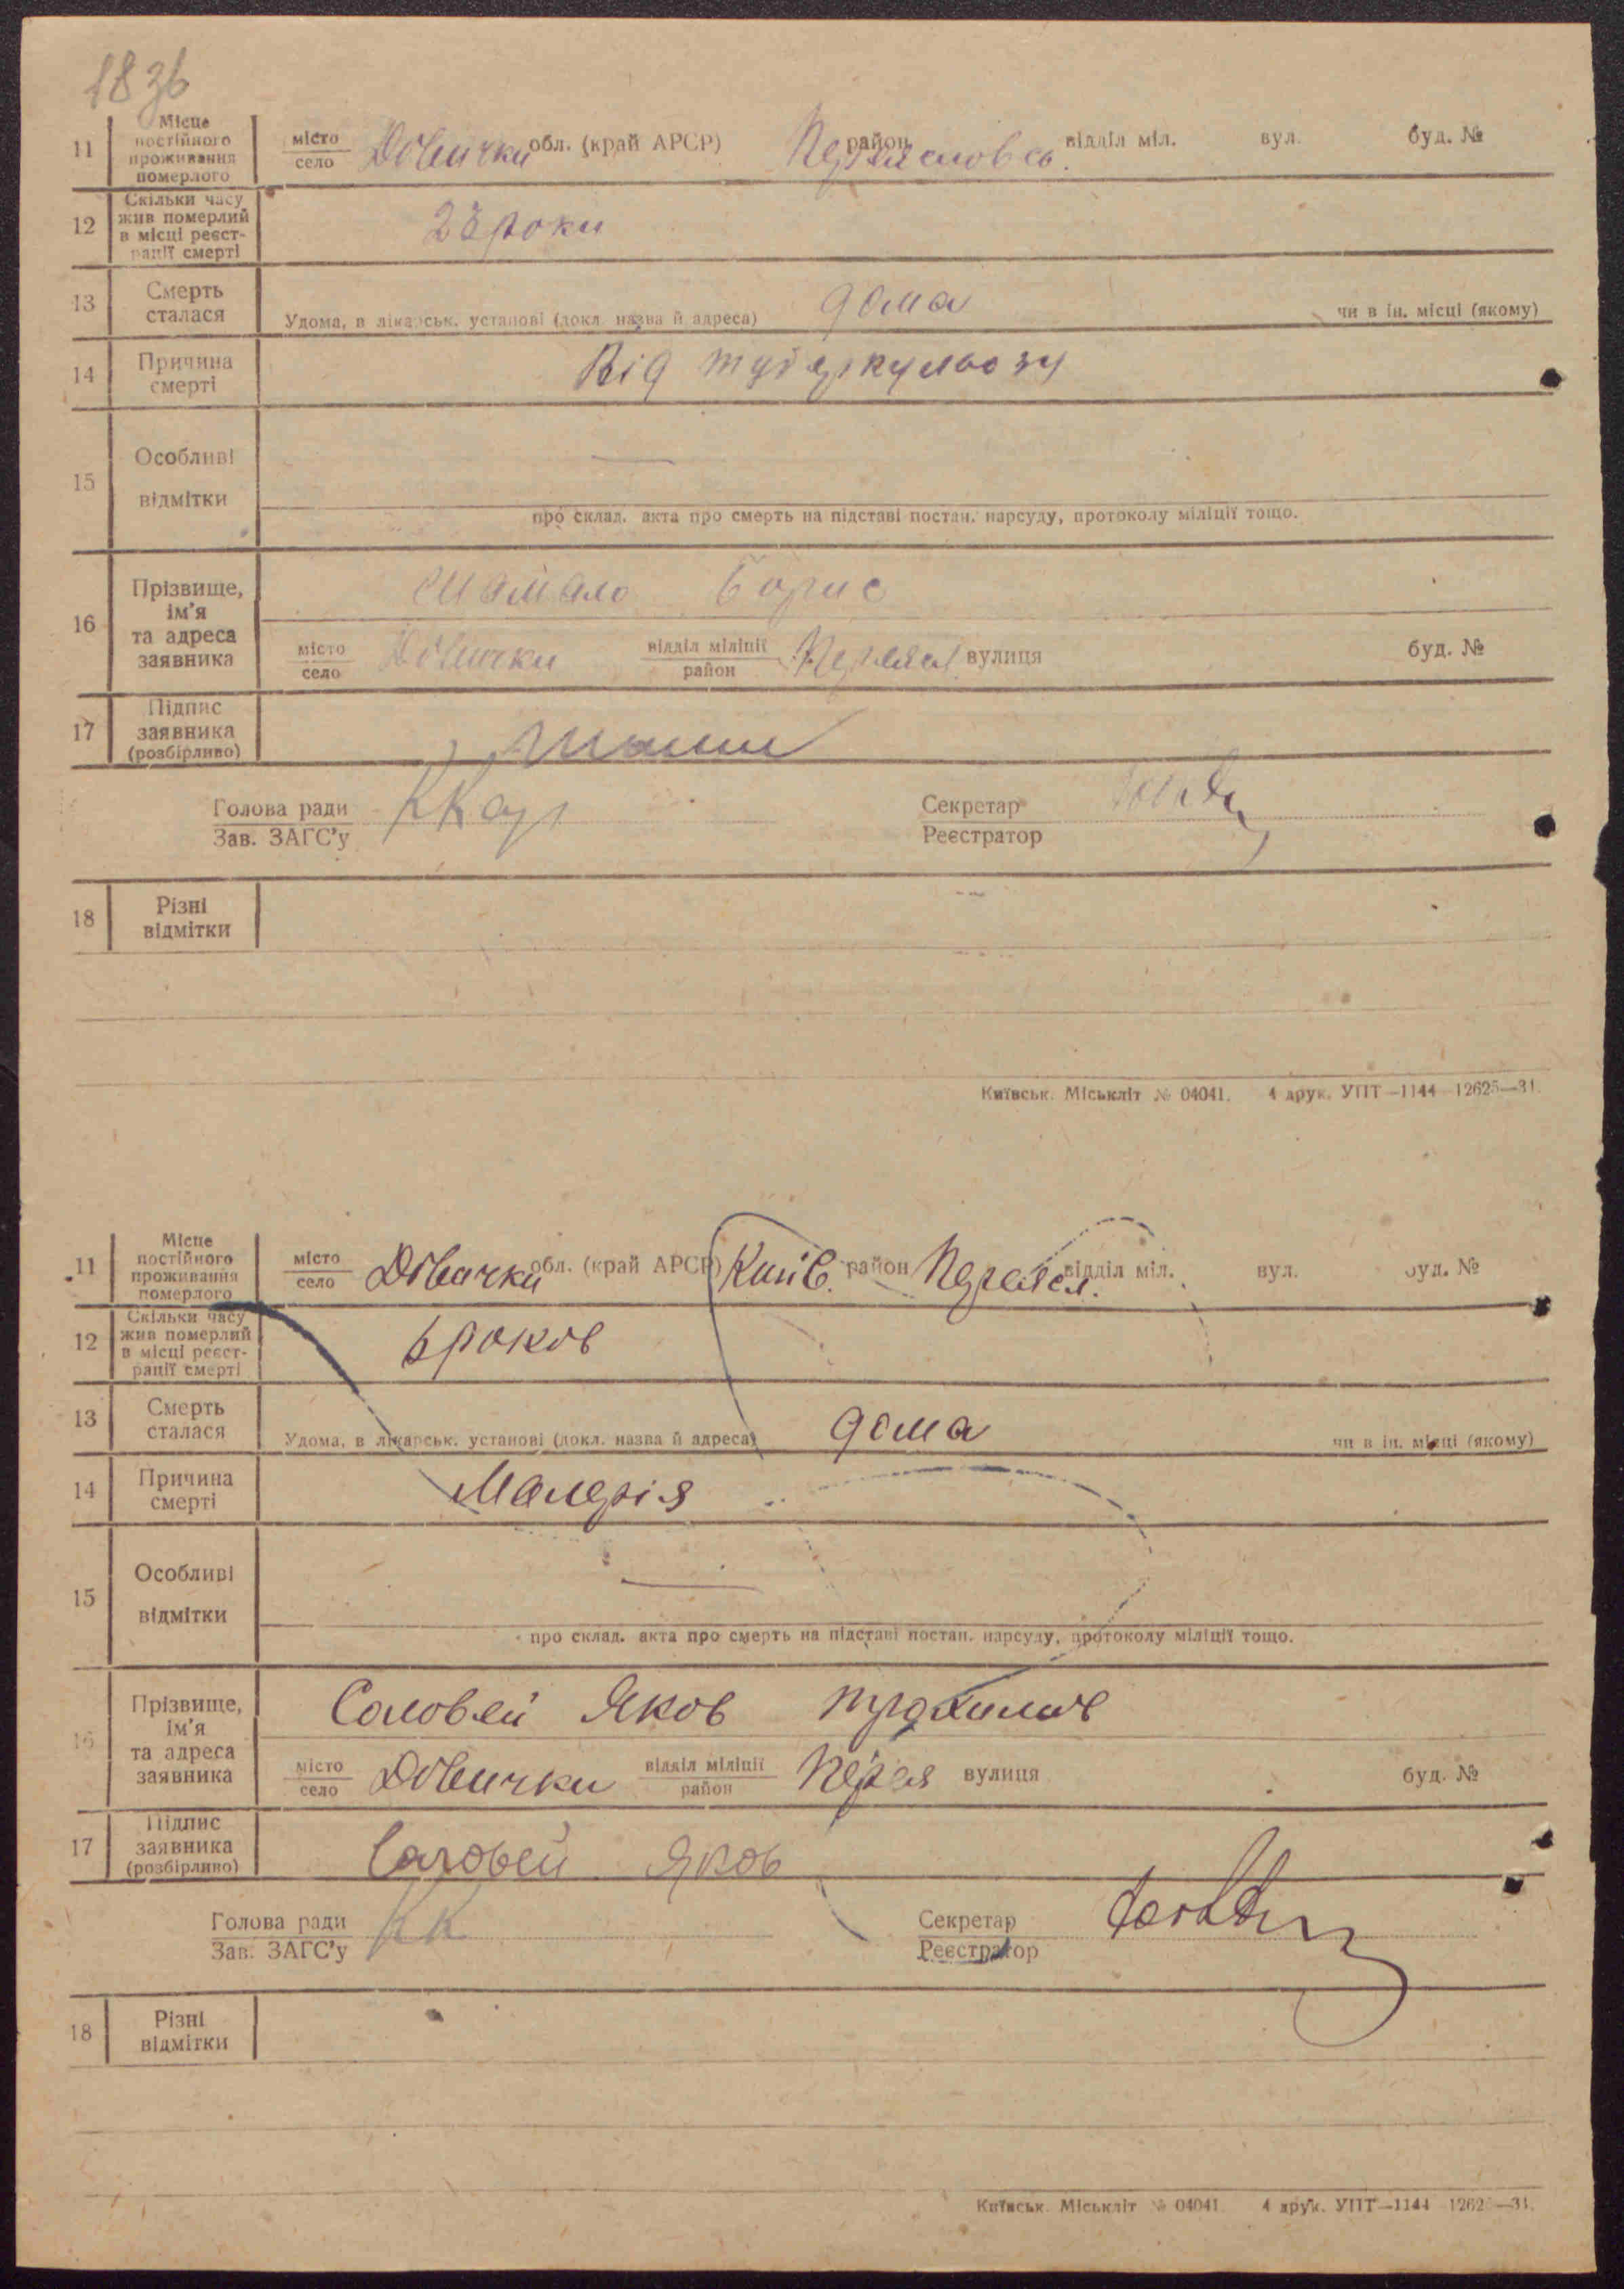 183б
11 Місце постійного проживання померлого місто село Дівички обл. (край АРСР) район Переяславсь. відділ міл. вул. буд. №
12 Скільки часу жив померлий в місці реєст-рації смерті роки
13 Смерть сталася Удома, в лікарськ. установі (докл. назва й адреса) дома чи в ін. місці (якому)
14 Причина смерті Від туберкульозу
15 Особливі відмітки —
про склад. акта про смерть на підставі постан. нарсуду, протоколу міліції тощо.
16 Прізвище, ім'я та адреса заявника Шамало Борис
місто село Дівички відділ міліції район Переясл. вулиця буд. №
17 Підпис заявника (розбірливо)
Голова ради Зав. ЗАГС'у Секретар Реєстратор
18 Різні відмітки
Київськ. Міськліт № 04041. 4 друк. УПТ—1144 12625—31.
11 Місце постійного проживання померлого місто село Дівички обл. (край АРСР) Київ. район Переясл. відділ міл. вул. буд. №
12 Скільки часу жив померлий в місці реєст-рації смерті років
13 Смерть сталася Удома, в лікарськ. установі (докл. назва й адреса) дома чи в ін. місці (якому)
14 Причина смерті Малерія
15 Особливі відмітки —
про склад. акта про смерть на підставі постан. нарсуду, протоколу міліції тощо.
16 Прізвище, ім'я та адреса заявника Соловей Яков
місто село Дівички відділ міліції район Перея вулиця буд. №
17 Підпис заявника (розбірливо) Соловей Яков
Голова ради Зав. ЗАГС'у КК Секретар Реєстратор
18 Різні відмітки
Київськ. Міськліт № 04041. 4 друк. УПТ—1144 1262 —31.